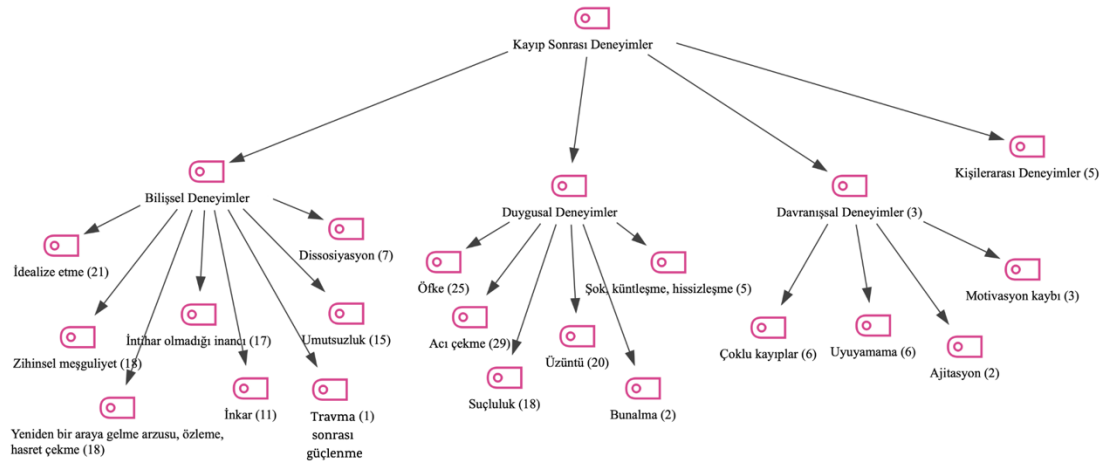 Kayıp Sonrası Deneyimler
Kişilerarası Deneyimler (5)
Bilişsel Deneyimler
Duygusal Deneyimler
Davranışsal Deneyimler (3)
İdealize etme (21)
Dissosiyasyon (7)
Öfke (25)
Şok, küntleşme, hissizleşme (5)
Motivasyon kaybı (3)
Zihinsel meşguliyet (18)
İntihar olmadığı inancı (17)
Umutsuzluk (15)
Acı çekme (29)
Üzüntü (20)
Çoklu kayıplar (6)
Uyuyamama (6)
Ajitasyon (2)
Suçluluk (18)
Bunalma (2)
Yeniden bir araya gelme arzusu, özleme,
hasret çekme (18)
İnkar (11)
Travma (1)
sonrası
güçlenme